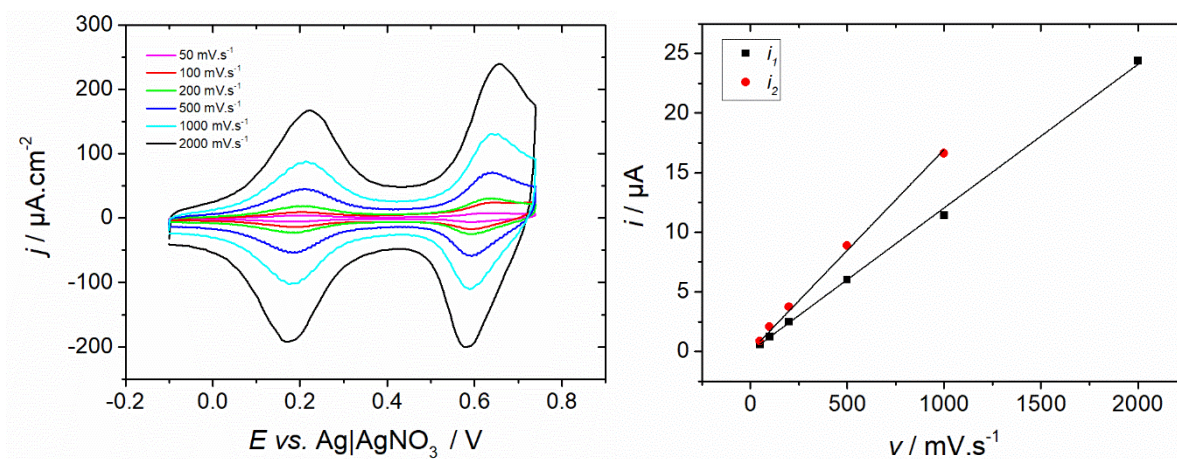 300
200
100
0
-100
-200
j / µA.cm-2
50 mV.s-1
100 mV.s-1
200 mV.s-1
500 mV.s-1
1000 mV.s-1
2000 mV.s-1
-0.2 0.0 0.2 0.4 0.6 0.8
E vs. Ag|AgNO3 / V
25
20
15
10
5
0
i / µA
i1
i2
0 500 1000 1500 2000
v / mV.s-1